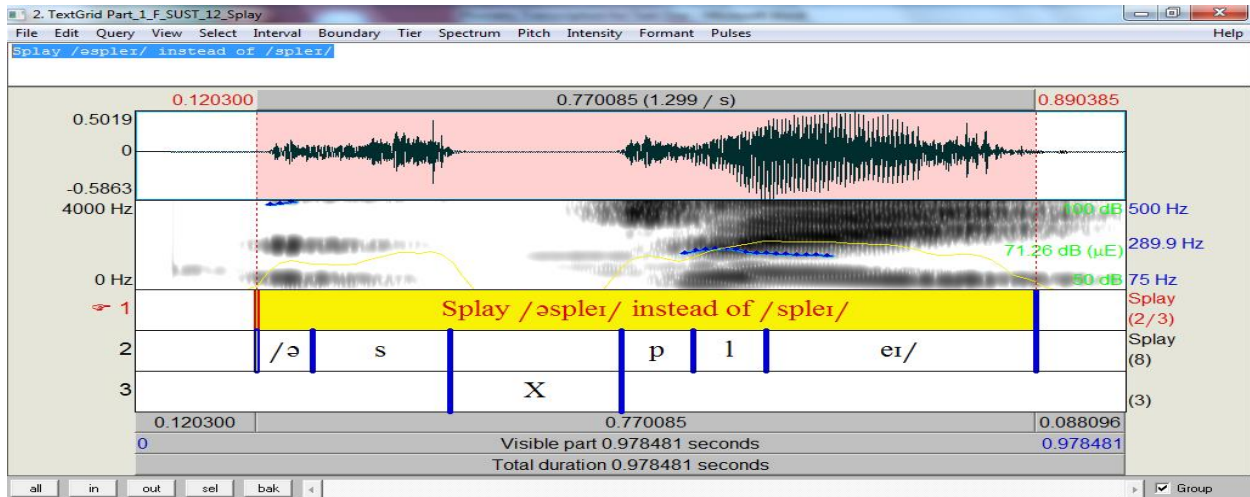 2. TextGrid Part_1_F_SUST_12_Splay
File Edit Query View Select Interval Boundary Tier Spectrum Pitch Intensity Formant Pulses Help
Splay /əspleɪ/ instead of /spleɪ/
0.120300 0.770085 (1.299 / s) 0.890385
0.5019
0
-0.5863
4000 Hz 100 dB 500 Hz
71.26 dB (µE) 289.9 Hz
0 Hz 50 dB 75 Hz
1 Splay /əspleɪ/ instead of /spleɪ/ Splay
(2/3)
2 /ə s p l eɪ/ Splay
(8)
3 X (3)
0.120300 0.770085 0.088096
0 Visible part 0.978481 seconds 0.978481
Total duration 0.978481 seconds
all in out sel bak Group